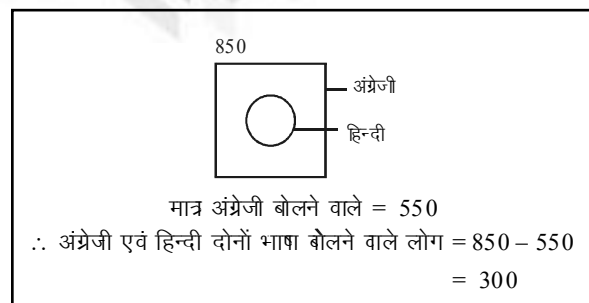 850
अंग्रेजी
हिन्दी
मात्र अंग्रेजी बोलने वाले = 550
∴ अंग्रेजी एवं हिन्दी दोनों भाषा बोलने वाले लोग = 850 – 550
= 300